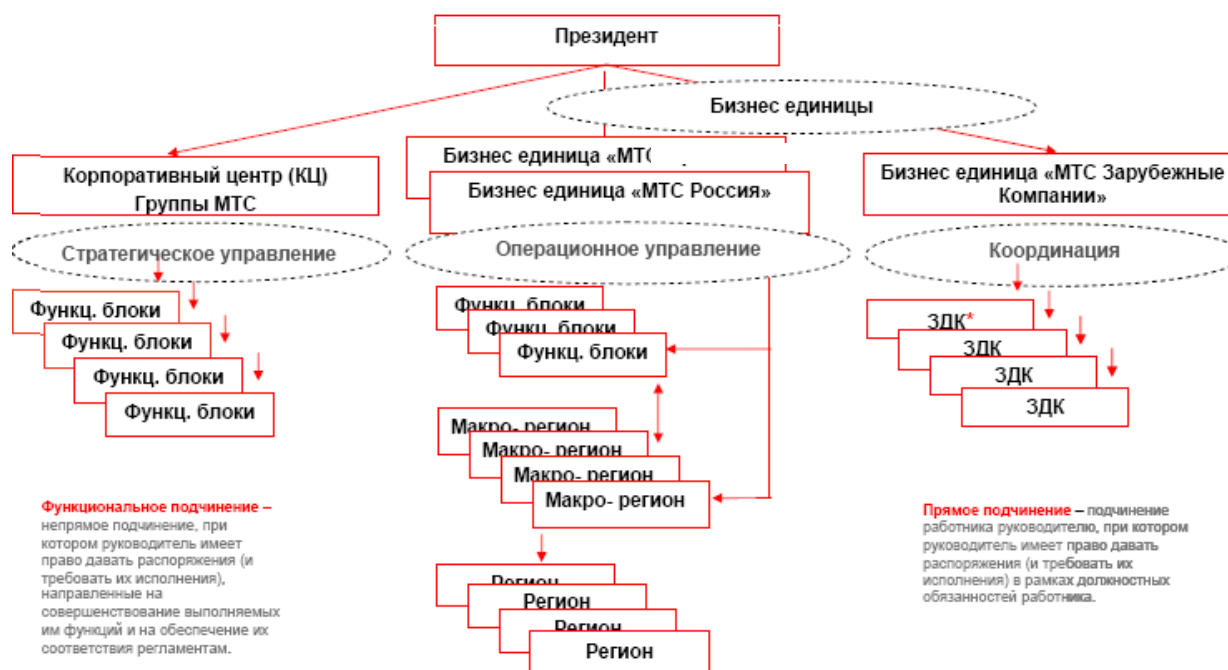 Президент
Бизнес единицы
Корпоративный центр (КЦ)
Группы МТС
Бизнес единица «МТС
Бизнес единица «МТС Россия»
Бизнес единица «МТС Зарубежные
Компании»
Стратегическое управление
Операционное управление
Координация
Функц. блоки
Функц. блоки
Функц. блоки
Функц. блоки
Функц. блоки
Функц. блоки
Функц. блоки
ЗДК*
ЗДК
ЗДК
ЗДК
Макро- регион
Макро- регион
Макро- регион
Макро- регион
Регион
Регион
Регион
Регион
Функциональное подчинение –
непрямое подчинение, при
котором руководитель имеет
право давать распоряжения (и
требовать их исполнения),
направленные на
совершенствование выполняемых
им функций и на обеспечение их
соответствия регламентам.
Прямое подчинение – подчинение
работника руководителю, при котором
руководитель имеет право давать
распоряжения (и требовать их
исполнения) в рамках должностных
обязанностей работника.